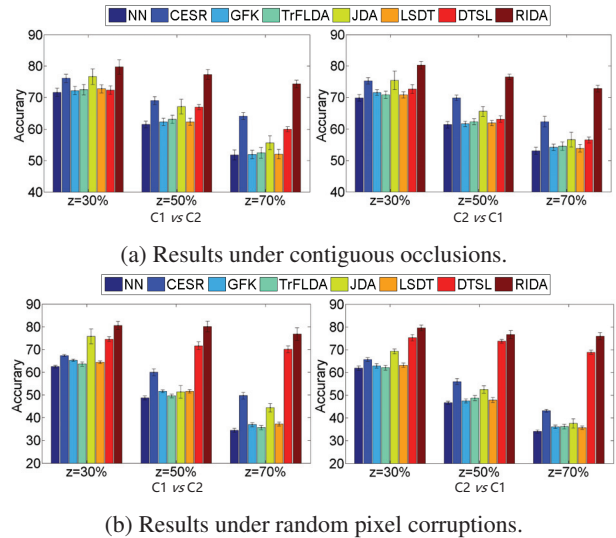 NN CESR GFK TrFLDA JDA LSDT DTSL RIDA
Accuracy
90
80
70
60
50
40
z=30% z=50% z=70%
C1 vs C2
Accuracy
90
80
70
60
50
40
z=30% z=50% z=70%
C2 vs C1
(a) Results under contiguous occlusions.
NN CESR GFK TrFLDA JDA LSDT DTSL RIDA
Accuracy
90
80
70
60
50
40
30
20
z=30% z=50% z=70%
C1 vs C2
Accuracy
90
80
70
60
50
40
30
20
z=30% z=50% z=70%
C2 vs C1
(b) Results under random pixel corruptions.